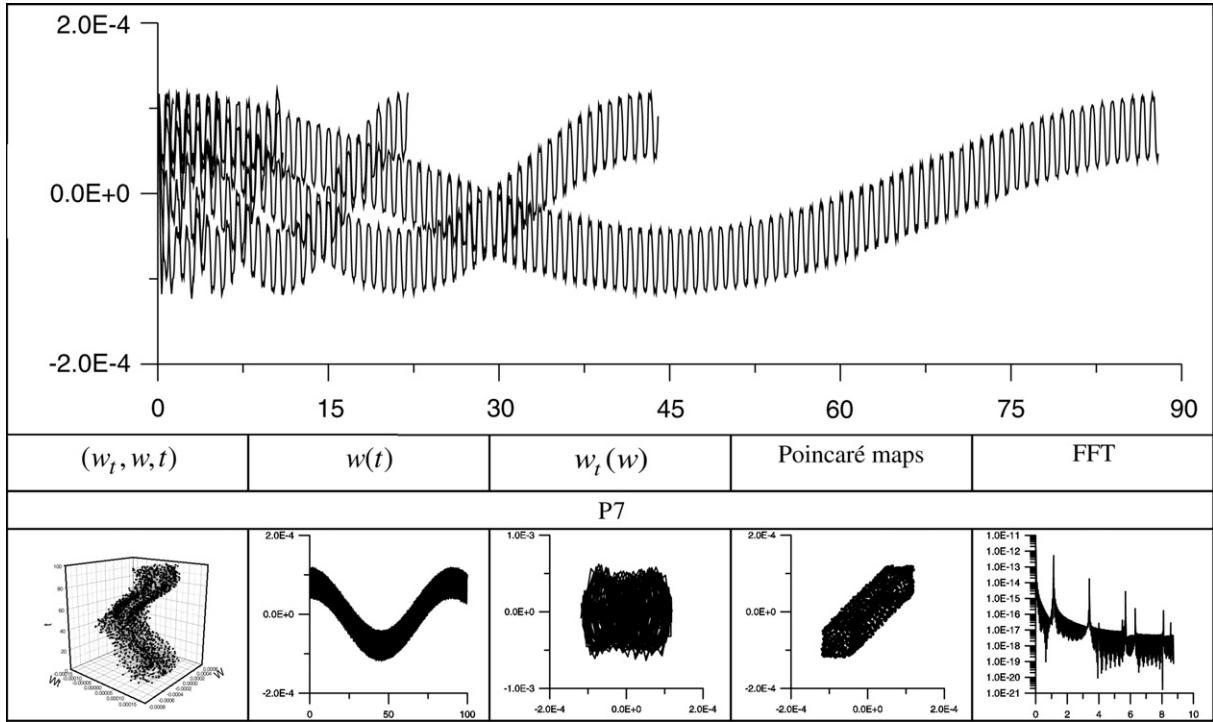 2.0E-4
0.0E+0
-2.0E-4
0 15 30 45 60 75 90
(w_t, w, t) w(t) w_t(w) Poincaré maps FFT
P7
100
80
60
40
20
t
W
2.0E-4
0.0E+0
-2.0E-4
0 50 100
1.0E-3
0.0E+0
-1.0E-3
-2.0E-4 0.0E+0 2.0E-4
2.0E-4
0.0E+0
-2.0E-4
-2.0E-4 0.0E+0 2.0E-4
1.0E-11
1.0E-12
1.0E-13
1.0E-14
1.0E-15
1.0E-16
1.0E-17
1.0E-18
1.0E-19
1.0E-20
1.0E-21
0 2 4 6 8 10